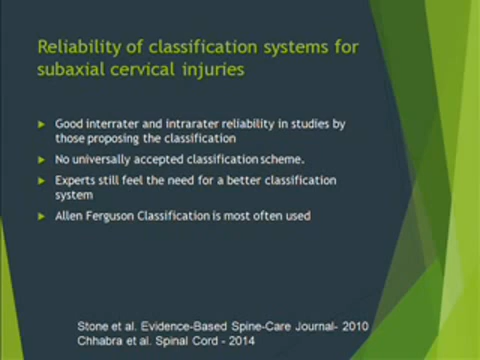 Reliability of classification systems for
subaxial cervical injuries
Good interrater and intrarater reliability in studies by
those proposing the classification
No universally accepted classification scheme.
Experts still feel the need for a better classification
system
Allen Ferguson Classification is most often used
Stone et al. Evidence-Based Spine-Care Journal- 2010
Chhabra et al. Spinal Cord - 2014